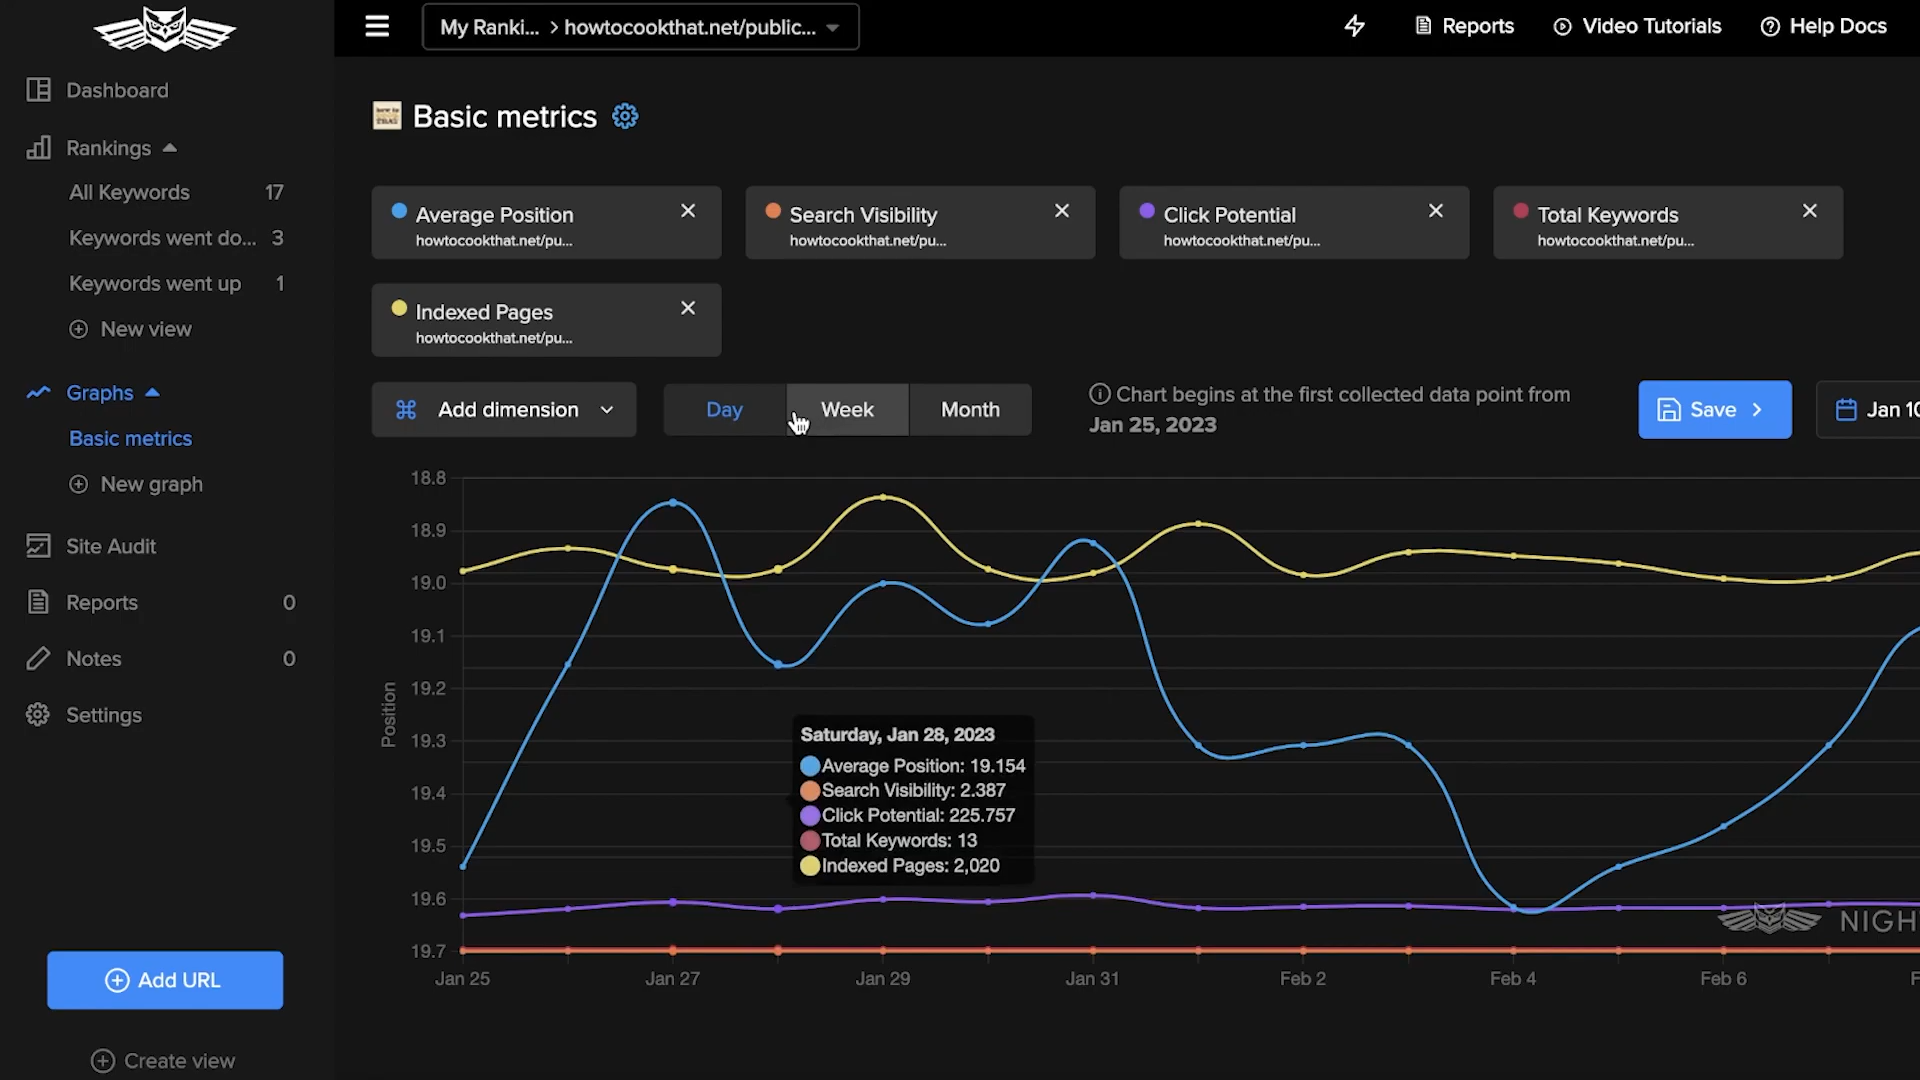 My Ranki... > howtocookthat.net/public...
Reports
Video Tutorials
Help Docs
Dashboard
Rankings
All Keywords 17
Keywords went do... 3
Keywords went up 1
New view
Graphs
Basic metrics
New graph
Site Audit
Reports 0
Notes 0
Settings
Add URL
Create view
Basic metrics
Average Position
howtocookthat.net/pu...
Search Visibility
howtocookthat.net/pu...
Click Potential
howtocookthat.net/pu...
Total Keywords
howtocookthat.net/pu...
Indexed Pages
howtocookthat.net/pu...
Add dimension
Day
Week
Month
Chart begins at the first collected data point from
Jan 25, 2023
Save
Jan 10
18.8
18.9
19.0
19.1
19.2
19.3
19.4
19.5
19.6
19.7
Position
Saturday, Jan 28, 2023
Average Position: 19.154
Search Visibility: 2.387
Click Potential: 225.757
Total Keywords: 13
Indexed Pages: 2,020
NIGH
Jan 25
Jan 27
Jan 29
Jan 31
Feb 2
Feb 4
Feb 6